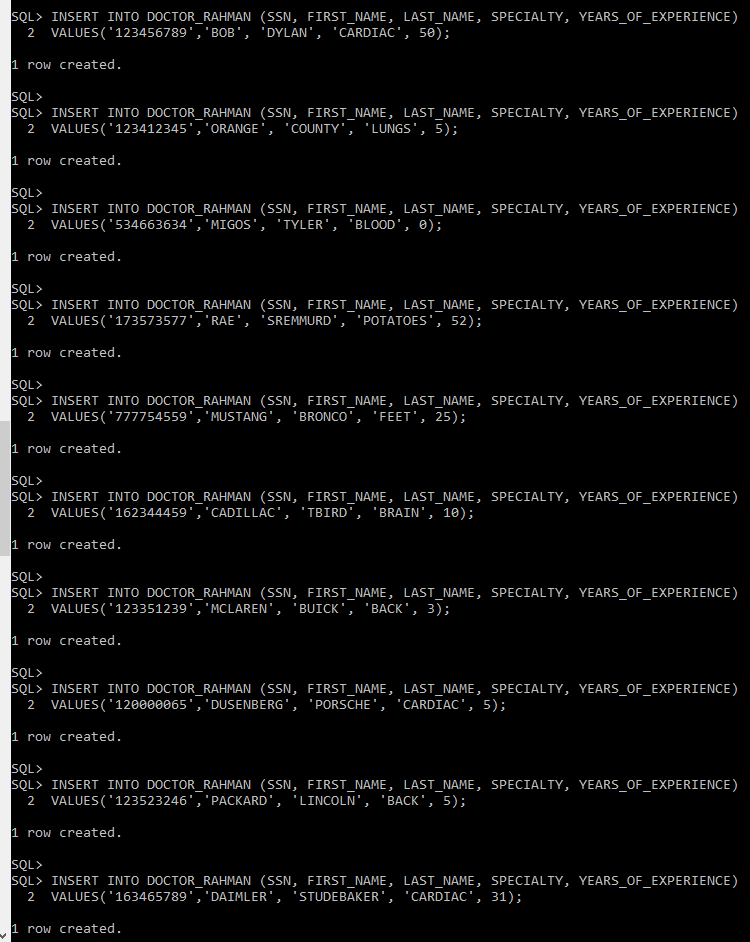 SQL> INSERT INTO DOCTOR_RAHMAN (SSN, FIRST_NAME, LAST_NAME, SPECIALTY, YEARS_OF_EXPERIENCE)
2 VALUES('123456789','BOB', 'DYLAN', 'CARDIAC', 50);
1 row created.
SQL>
SQL> INSERT INTO DOCTOR_RAHMAN (SSN, FIRST_NAME, LAST_NAME, SPECIALTY, YEARS_OF_EXPERIENCE)
2 VALUES('123412345','ORANGE', 'COUNTY', 'LUNGS', 5);
1 row created.
SQL>
SQL> INSERT INTO DOCTOR_RAHMAN (SSN, FIRST_NAME, LAST_NAME, SPECIALTY, YEARS_OF_EXPERIENCE)
2 VALUES('534663634','MIGOS', 'TYLER', 'BLOOD', 0);
1 row created.
SQL>
SQL> INSERT INTO DOCTOR_RAHMAN (SSN, FIRST_NAME, LAST_NAME, SPECIALTY, YEARS_OF_EXPERIENCE)
2 VALUES('173573577','RAE', 'SREMMURD', 'POTATOES', 52);
1 row created.
SQL>
SQL> INSERT INTO DOCTOR_RAHMAN (SSN, FIRST_NAME, LAST_NAME, SPECIALTY, YEARS_OF_EXPERIENCE)
2 VALUES('777754559','MUSTANG', 'BRONCO', 'FEET', 25);
1 row created.
SQL>
SQL> INSERT INTO DOCTOR_RAHMAN (SSN, FIRST_NAME, LAST_NAME, SPECIALTY, YEARS_OF_EXPERIENCE)
2 VALUES('162344459','CADILLAC', 'TBIRD', 'BRAIN', 10);
1 row created.
SQL>
SQL> INSERT INTO DOCTOR_RAHMAN (SSN, FIRST_NAME, LAST_NAME, SPECIALTY, YEARS_OF_EXPERIENCE)
2 VALUES('123351239','MCLAREN', 'BUICK', 'BACK', 3);
1 row created.
SQL>
SQL> INSERT INTO DOCTOR_RAHMAN (SSN, FIRST_NAME, LAST_NAME, SPECIALTY, YEARS_OF_EXPERIENCE)
2 VALUES('120000065','DUSENBERG', 'PORSCHE', 'CARDIAC', 5);
1 row created.
SQL>
SQL> INSERT INTO DOCTOR_RAHMAN (SSN, FIRST_NAME, LAST_NAME, SPECIALTY, YEARS_OF_EXPERIENCE)
2 VALUES('123523246','PACKARD', 'LINCOLN', 'BACK', 5);
1 row created.
SQL>
SQL> INSERT INTO DOCTOR_RAHMAN (SSN, FIRST_NAME, LAST_NAME, SPECIALTY, YEARS_OF_EXPERIENCE)
2 VALUES('163465789','DAIMLER', 'STUDEBAKER', 'CARDIAC', 31);
1 row created.